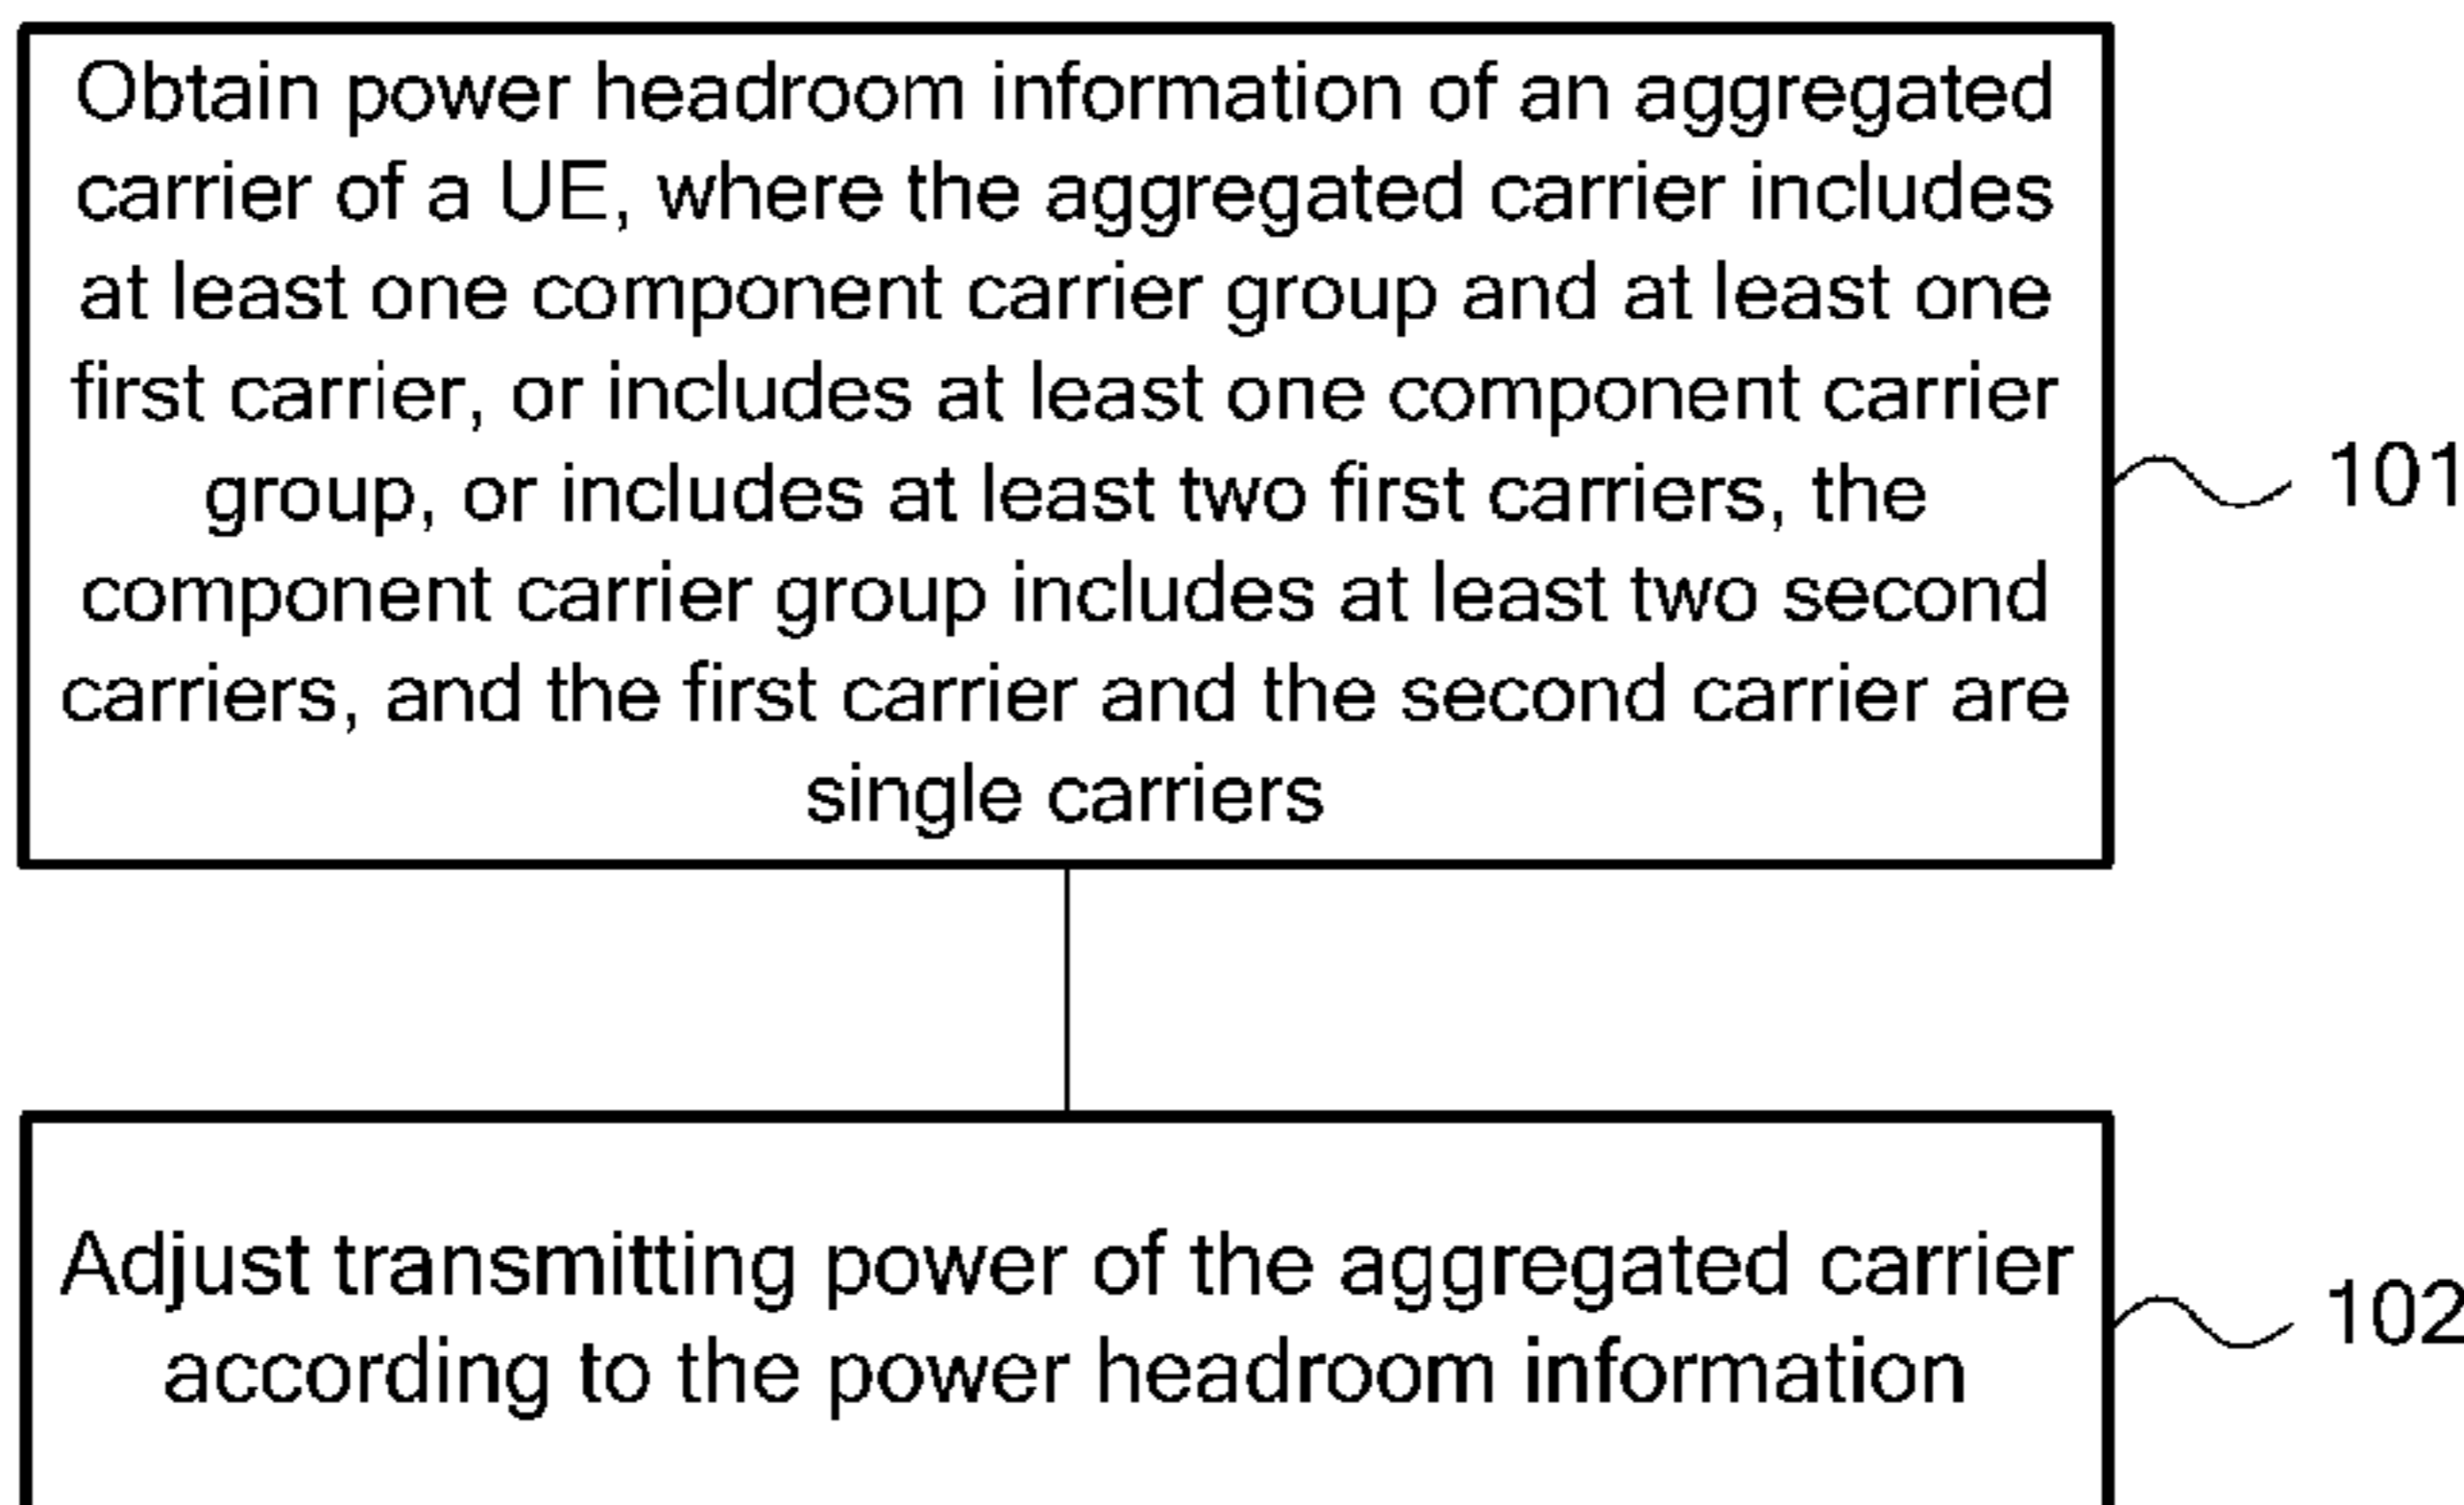 Obtain power headroom information of an aggregated
carrier of a UE, where the aggregated carrier includes
at least one component carrier group and at least one
first carrier, or includes at least one component carrier
group, or includes at least two first carriers, the
component carrier group includes at least two second
carriers, and the first carrier and the second carrier are
single carriers
101
Adjust transmitting power of the aggregated carrier
according to the power headroom information
102